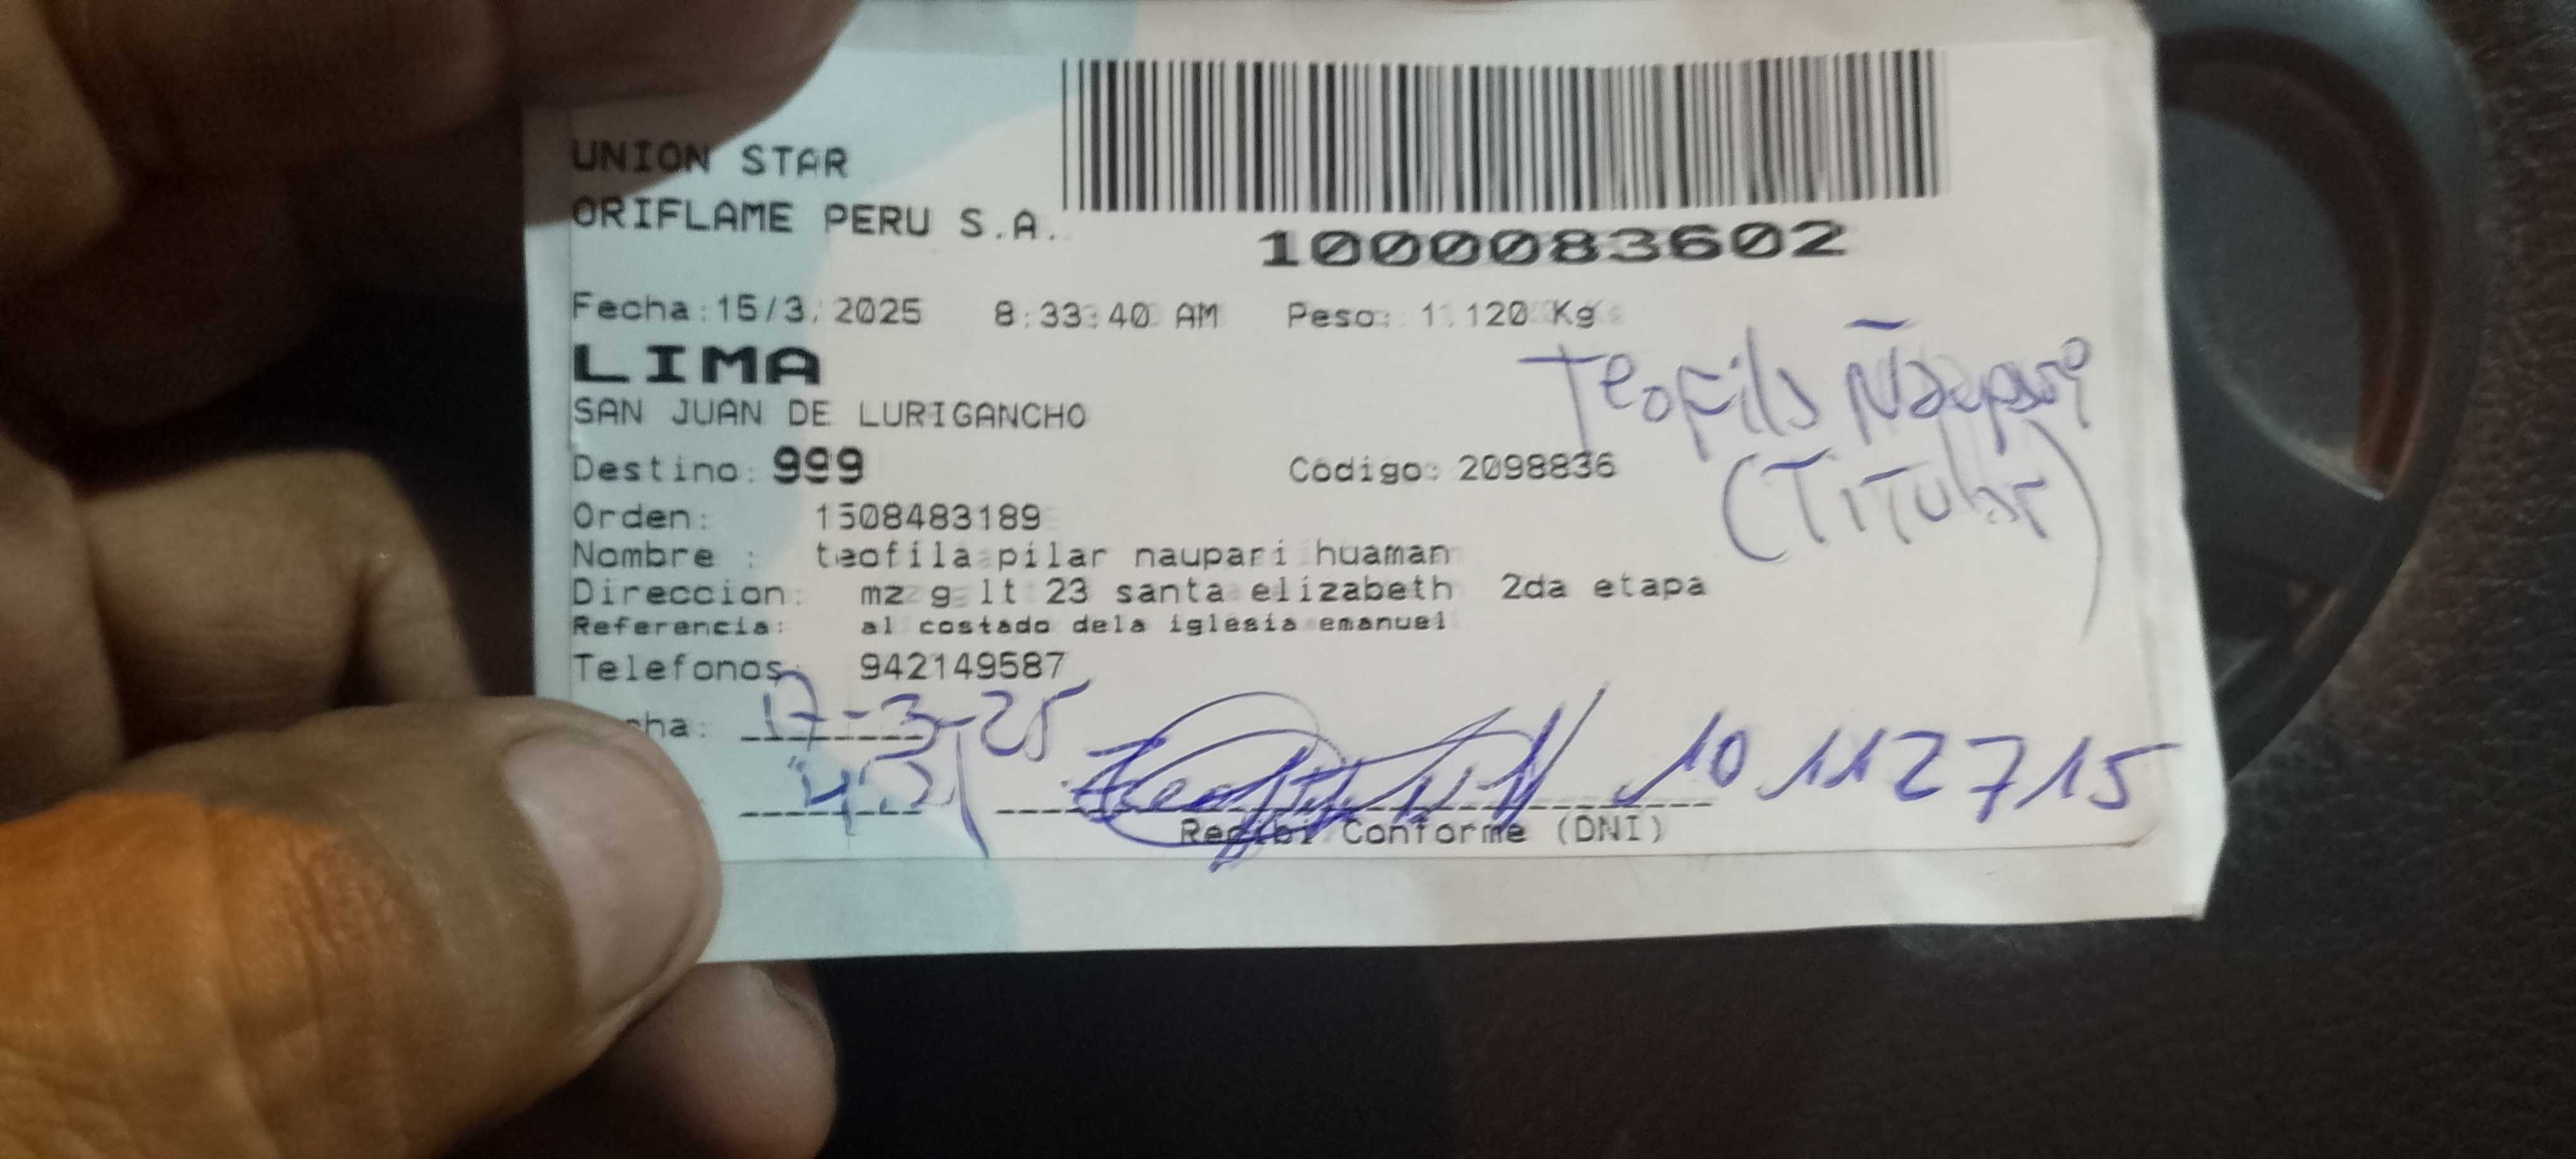 UNION STAR
ORIFLAME PERU S.A.
1000083602
Fecha:15/3/2025 8:33:40 AM Peso: 1.120 Kg
LIMA
SAN JUAN DE LURIGANCHO
Teofila Ñaupari
(Titular)
Destino: 999 Codigo: 2098836
Orden: 1508483189
Nombre : teofila pilar naupari huaman
Direccion: mz g lt 23 santa elizabeth 2da etapa
Referencia: al costado dela iglesia emanuel
Telefonos: 942149587
ha: 17-3-25
10112715
Recibi Conforme (DNI)